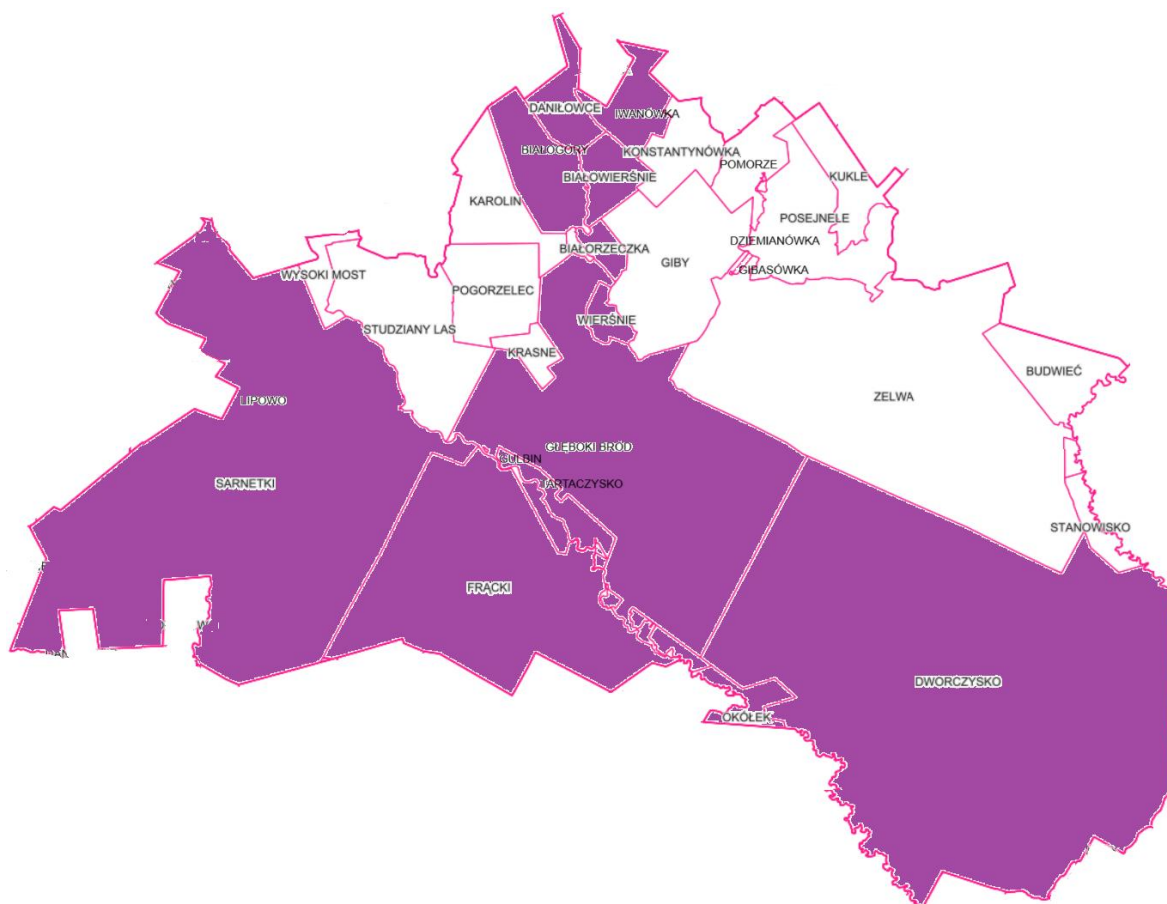 DANIŁOWCE
IWANÓWKA
BIAŁOGÓRY
KONSTANTYNÓWKA
POMORZE
BIAŁOWIERŚNIE
KUKLE
KAROLIN
POSEJNELE
DZIEMIANÓWKA
BIAŁORZECZKA
GIBY
GIBASÓWKA
WYSOKI MOST
POGORZELEC
WIERŚNIE
STUDZIANY LAS
KRASNE
BUDWIEĆ
LIPOWO
ZELWA
GŁĘBOKI BRÓD
GULBIN
SARNETKI
TARTACZYSKO
STANOWISKO
FRĄCKI
DWORCZYSKO
OKÓŁEK